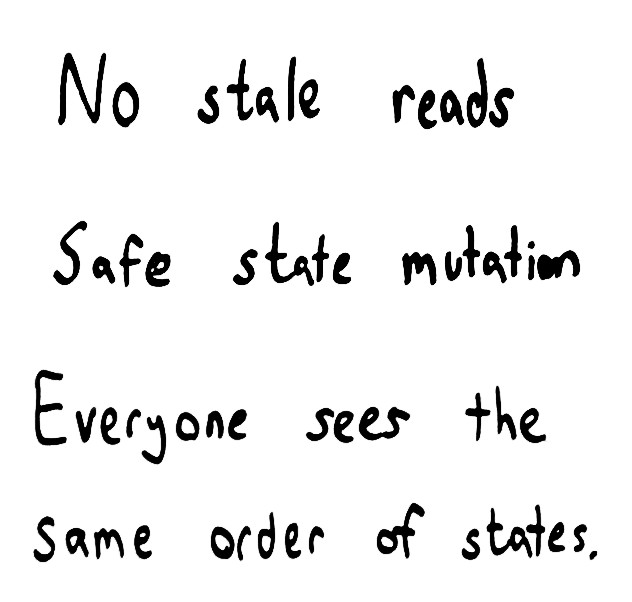 No stale reads
Safe state mutation
Everyone sees the
same order of states.